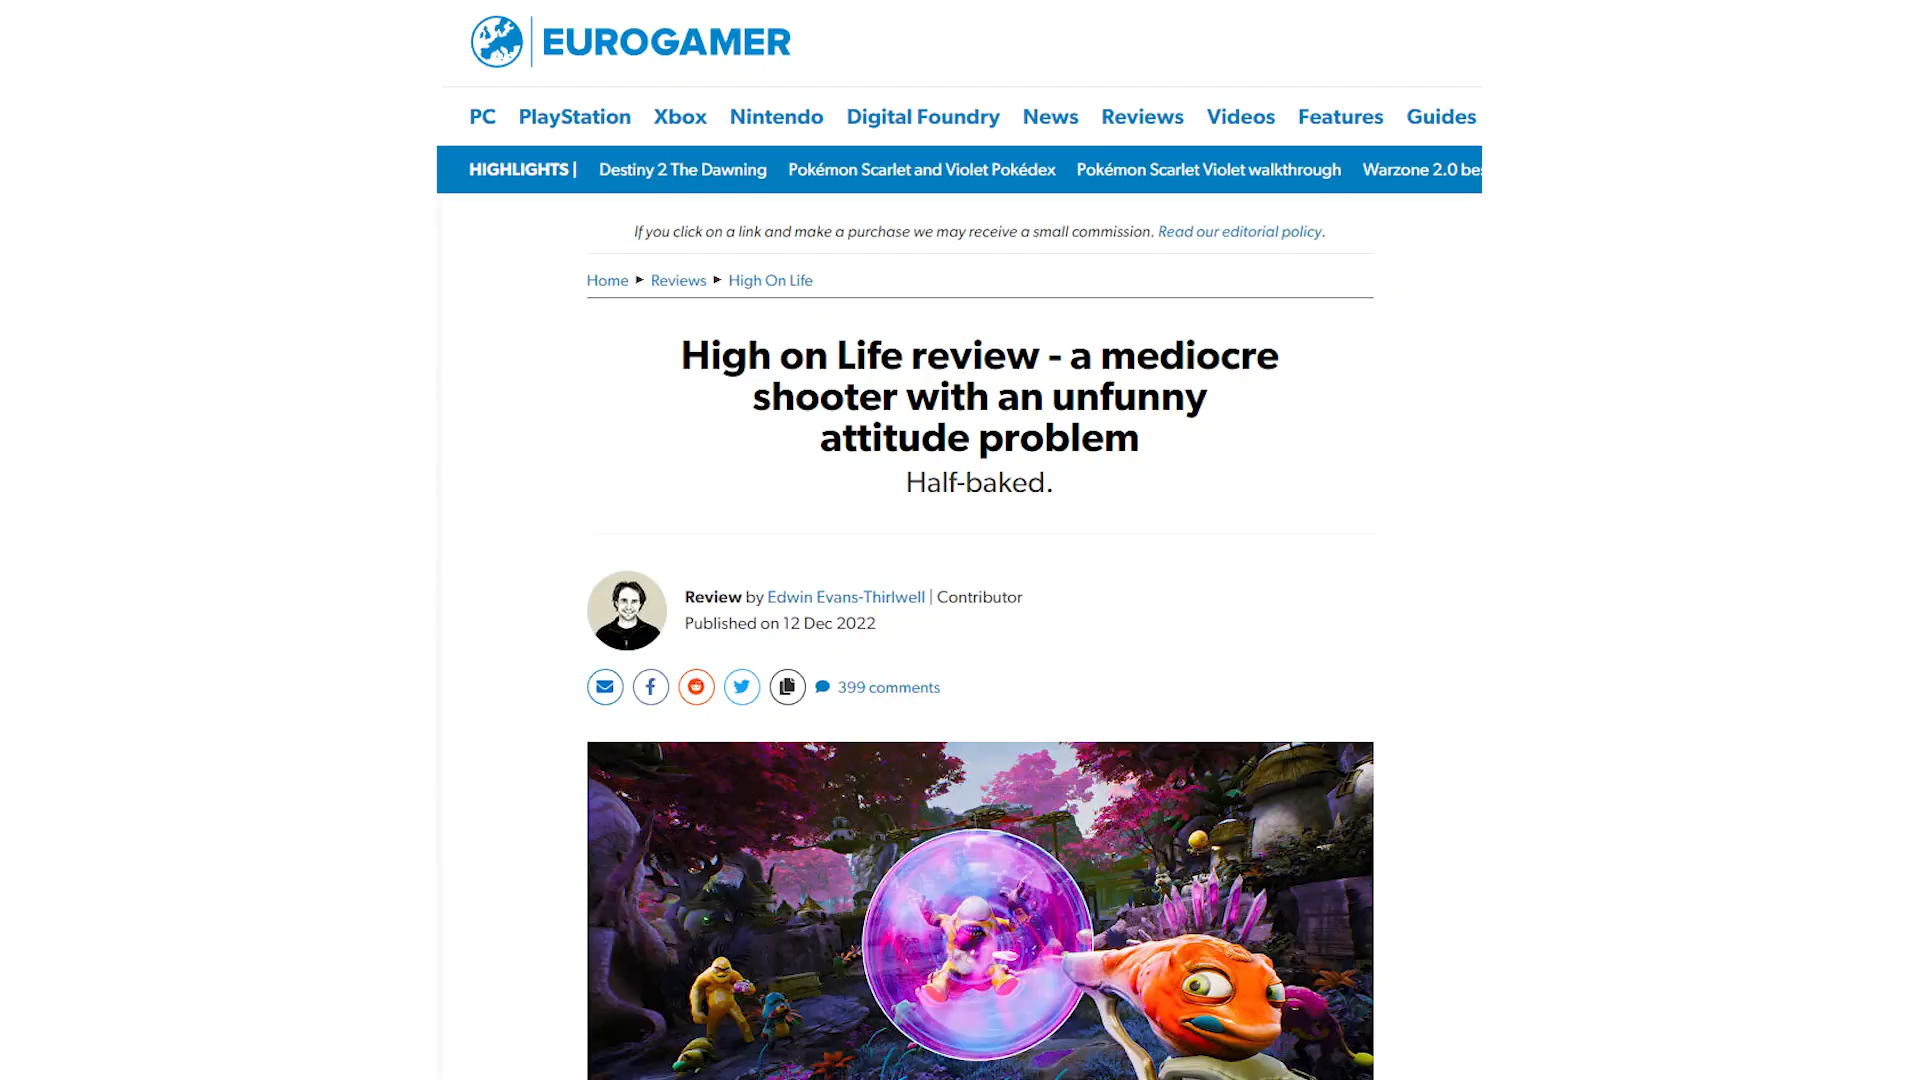 EUROGAMER
PC PlayStation Xbox Nintendo Digital Foundry News Reviews Videos Features Guides
HIGHLIGHTS | Destiny 2 The Dawning Pokémon Scarlet and Violet Pokédex Pokémon Scarlet Violet walkthrough Warzone 2.0 be
If you click on a link and make a purchase we may receive a small commission. Read our editorial policy.
Home ► Reviews ► High On Life
High on Life review - a mediocre
shooter with an unfunny
attitude problem
Half-baked.
Review by Edwin Evans-Thirlwell | Contributor
Published on 12 Dec 2022
399 comments